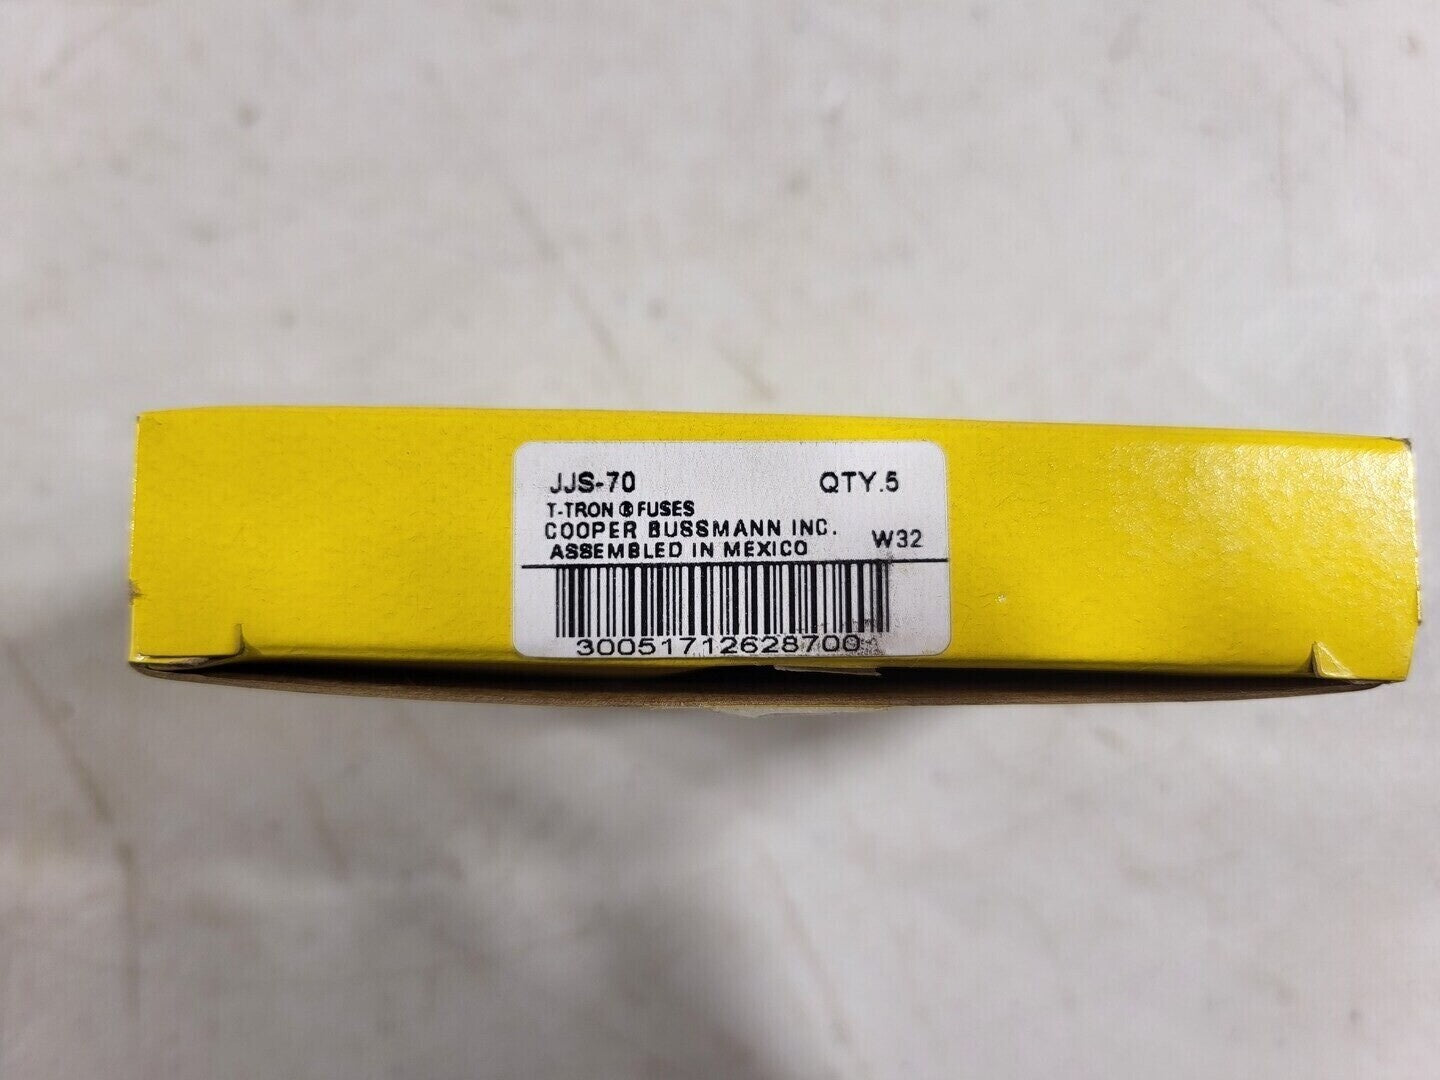 JJS-70 QTY.5
T-TRON ® FUSES
COOPER BUSSMANN INC.
ASSEMBLED IN MEXICO W32
30051712628700